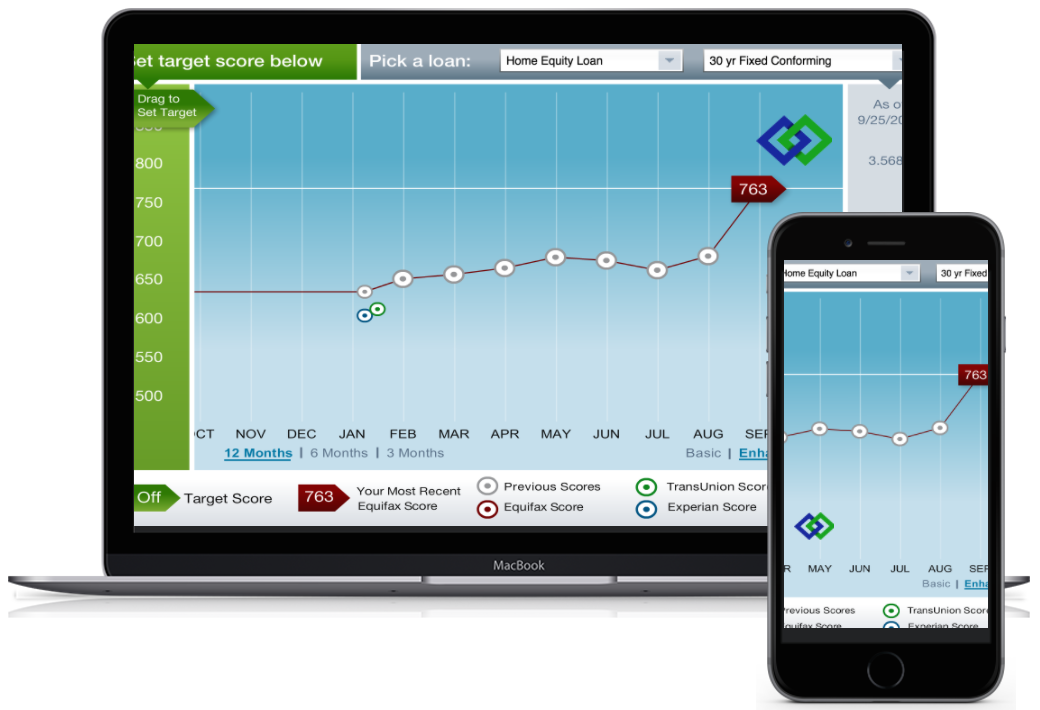 et target score below
Pick a loan:
Home Equity Loan
30 yr Fixed Conforming
Drag to
Set Target
As o
9/25/20
3.568
850
800
750
700
650
600
550
500
763
CT NOV DEC JAN FEB MAR APR MAY JUN JUL AUG SEP
12 Months | 6 Months | 3 Months
Basic | Enha
Off
Target Score
763
Your Most Recent
Equifax Score
Previous Scores
Equifax Score
TransUnion Scor
Experian Score
MacBook
Home Equity Loan
30 yr Fixed
763
R MAY JUN JUL AUG SEP
Basic | Enha
Previous Scores
TransUnion Score
quifax Score
Experian Score